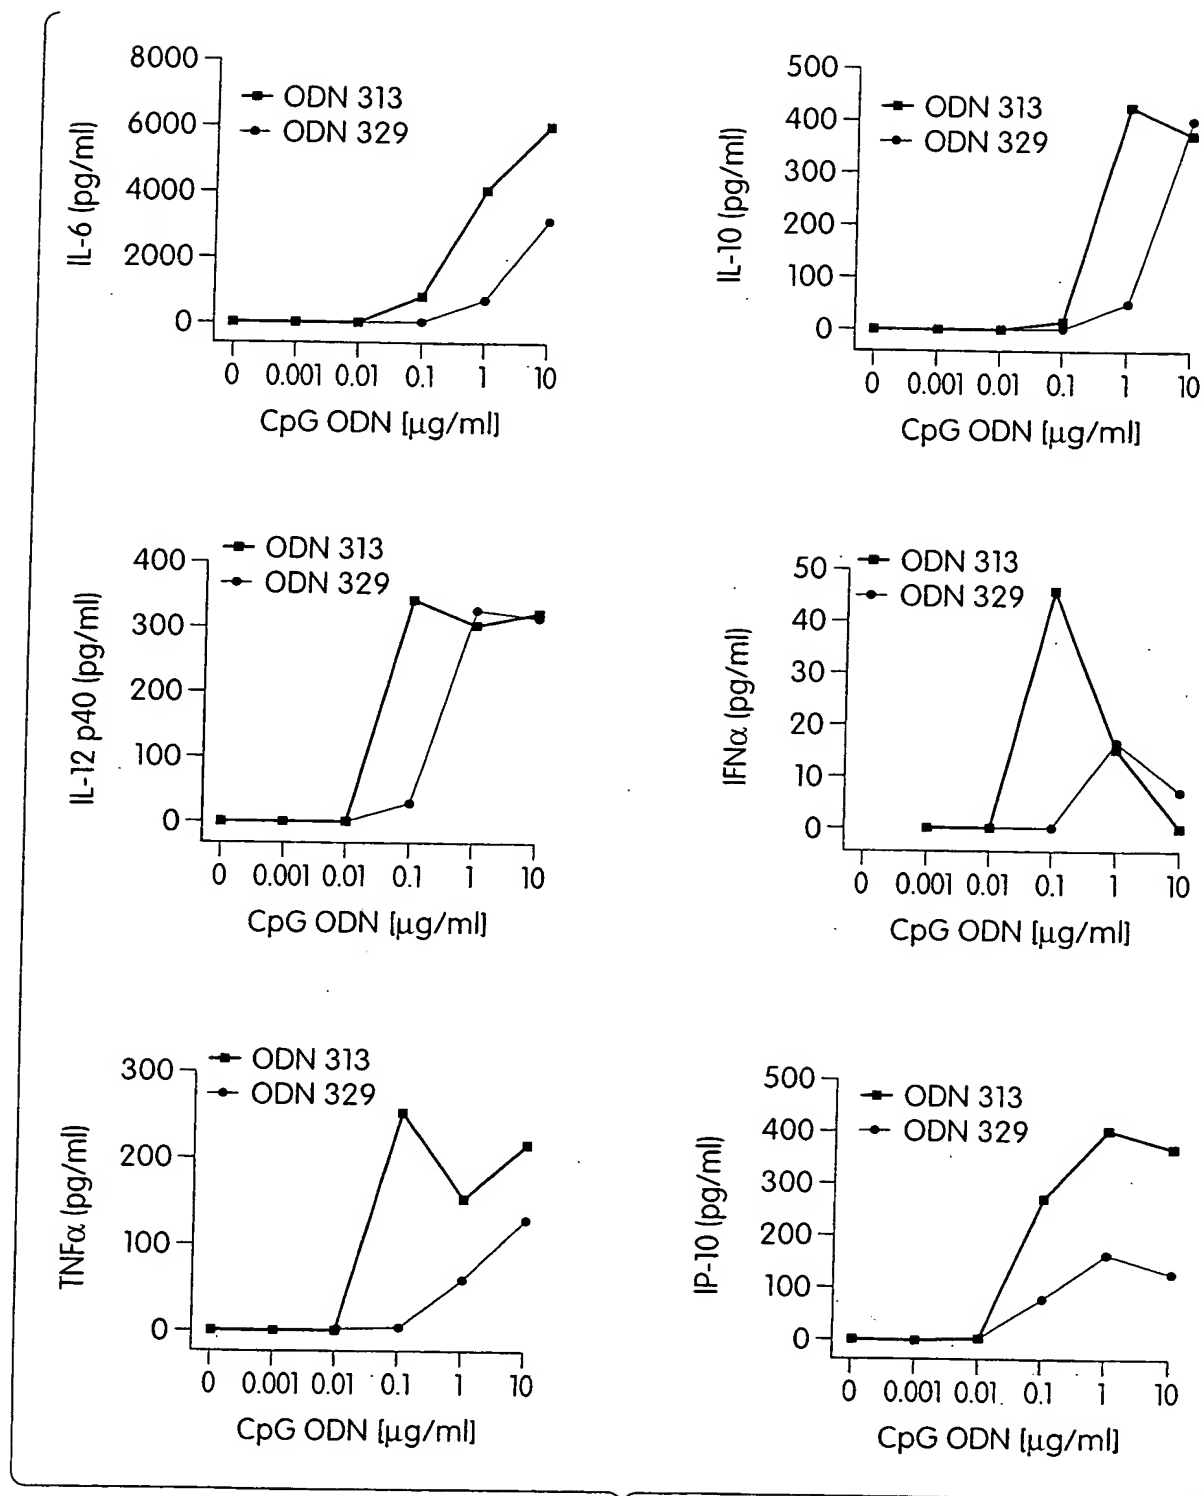 8000
6000
4000
2000
0
IL-6 (pg/ml)
ODN 313
ODN 329
0 0.001 0.01 0.1 1 10
CpG ODN [μg/ml]
500
400
300
200
100
0
IL-10 (pg/ml)
ODN 313
ODN 329
0 0.001 0.01 0.1 1 10
CpG ODN [μg/ml]
400
300
200
100
0
IL-12 p40 (pg/ml)
ODN 313
ODN 329
0 0.001 0.01 0.1 1 10
CpG ODN [μg/ml]
50
40
30
20
10
0
IFNα (pg/ml)
ODN 313
ODN 329
0 0.001 0.01 0.1 1 10
CpG ODN [μg/ml]
300
200
100
0
TNFα (pg/ml)
ODN 313
ODN 329
0 0.001 0.01 0.1 1 10
CpG ODN [μg/ml]
500
400
300
200
100
0
IP-10 (pg/ml)
ODN 313
ODN 329
0 0.001 0.01 0.1 1 10
CpG ODN [μg/ml]